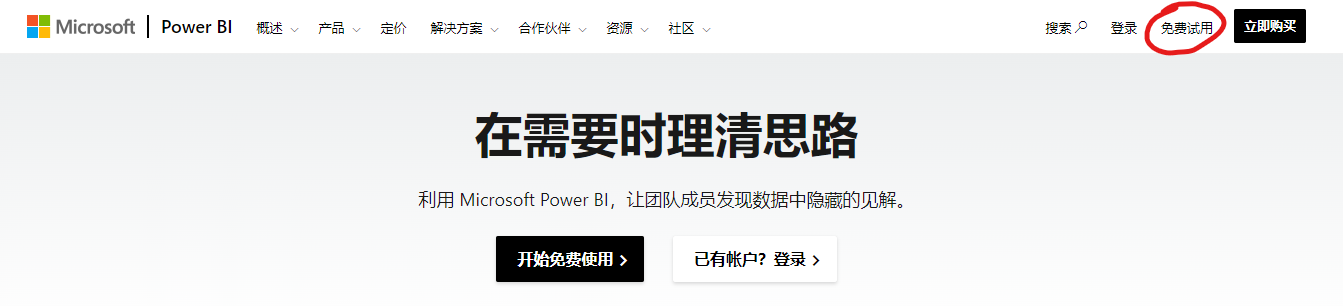 Microsoft Power BI 概述 产品 定价 解决方案 合作伙伴 资源 社区 搜索 登录 免费试用 立即购买
在需要时理清思路
利用 Microsoft Power BI，让团队成员发现数据中隐藏的见解。
开始免费使用 已有帐户？登录